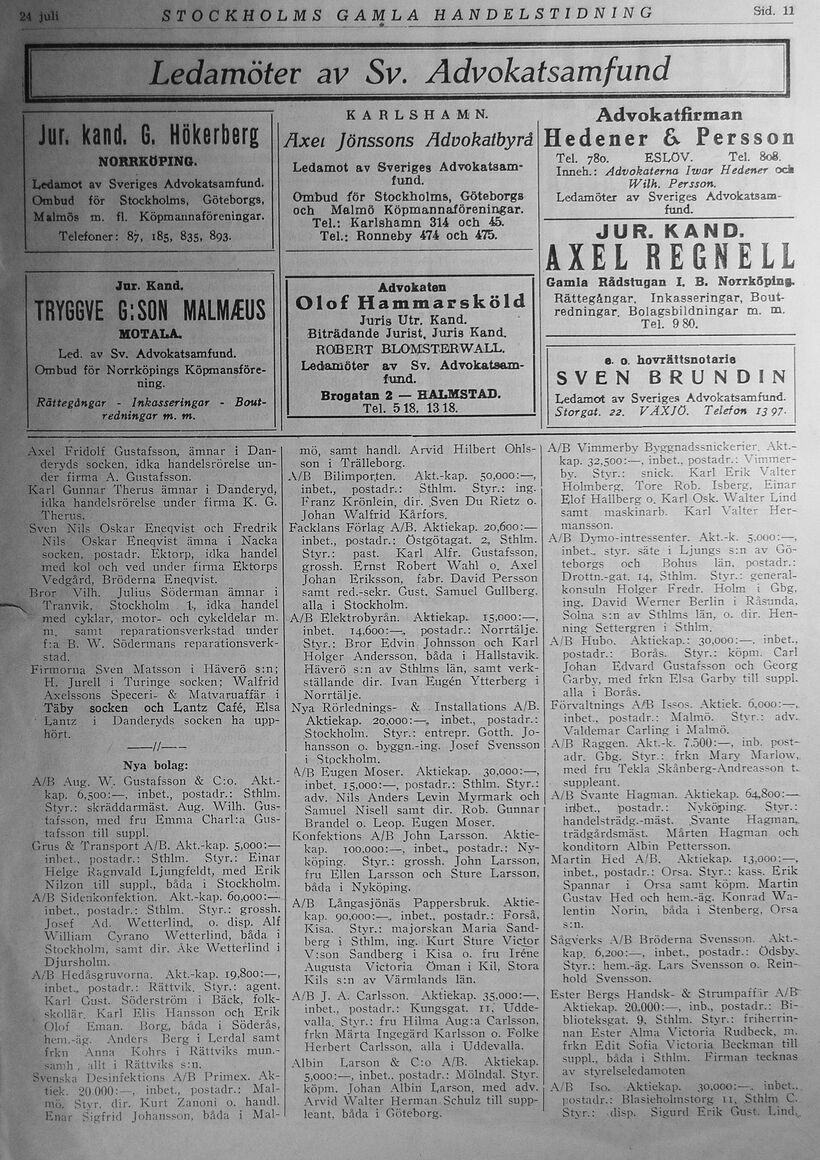 24 juli
STOCKHOLMS GAMLA HANDELSTIDNING
Sid. 11
Ledamöter av Sv. Advokatsamfund
Jur. kand. G. Hökerberg
NORRKÖPING.
Ledamot av Sveriges Advokatsamfund.
Ombud för Stockholms, Göteborgs,
Malmös m. fl. Köpmannaföreningar.
Telefoner: 87, 185, 835, 893.
Jur. Kand.
TRYGGVE G:SON MALMÆUS
MOTALA.
Led. av Sv. Advokatsamfund.
Ombud för Norrköpings Köpmansföre-
ning.
Rättegångar - Inkasseringar - Bout-
redningar m. m.
KARLSHAMN.
Axel Jönssons Advokatbyrå
Ledamot av Sveriges Advokatsam-
fund.
Ombud för Stockholms, Göteborgs
och Malmö Köpmannaföreningar.
Tel.: Karlshamn 314 och 45.
Tel.: Ronneby 474 och 475.
Advokaten
Olof Hammarsköld
Juris Utr. Kand.
Biträdande Jurist, Juris Kand.
ROBERT BLOMSTERWALL.
Ledamöter av Sv. Advokatsam-
fund.
Brogatan 2 — HALMSTAD.
Tel. 518, 1318.
Advokatfirman
Hedener & Persson
Tel. 780. ESLÖV. Tel. 808.
Inneh.: Advokaterna Iwar Hedener och
Wilh. Persson.
Ledamöter av Sveriges Advokatsam-
fund.
JUR. KAND.
AXEL REGNELL
Gamla Rådstugan 1. B. Norrköping.
Rättegångar, Inkasseringar, Bout-
redningar. Bolagsbildningar m. m.
Tel. 980.
e. o. hovrättsnotarie
SVEN BRUNDIN
Ledamot av Sveriges Advokatsamfund.
Storgat. 22. VÄXJÖ. Telefon 1397.
Axel Fridolf Gustafsson, ämnar i Dan-
deryds socken, idka handelsrörelse un-
der firma A. Gustafsson.
Karl Gunnar Therus ämnar i Danderyd,
idka handelsrörelse under firma K. G.
Therus.
Sven Nils Oskar Eneqvist och Fredrik
Nils Oskar Eneqvist ämna i Nacka
socken, postadr. Ektorp, idka handel
med kol och ved under firma Ektorps
Vedgård, Bröderna Eneqvist.
Bror Vilh. Julius Söderman ämnar i
Tranvik, Stockholm 1, idka handel
med cyklar, motor- och cykeldelar m.
m. samt reparationsverkstad under
f:a B. W. Södermans reparationsverk-
stad.
Firmorna Sven Matsson i Häverö s:n;
H. Jurell i Turinge socken; Walfrid
Axelssons Speceri- & Matvaruaffär i
Täby socken och Lantz Café, Elsa
Lantz i Danderyds socken ha upp-
hört.
——//——
Nya bolag:
A/B Aug. W. Gustafsson & C:o. Akt.-
kap. 6,500:—, inbet., postadr.: Sthlm.
Styr.: skräddarmäst. Aug. Wilh. Gus-
tafsson, med fru Emma Charl:a Gus-
tafsson till suppl.
Grus & Transport A/B. Akt.-kap. 5,000:—
inbet., postadr.: Sthlm. Styr.: Einar
Helge Ragnvald Ljungfeldt, med Erik
Nilzon till suppl., båda i Stockholm.
A/B Sidenkonfektion. Akt.-kap. 60,000:—
inbet., postadr.: Sthlm. Styr.: grossh.
Josef Ad. Wetterlind, o. disp. Alf
William Cyrano Wetterlind, båda i
Stockholm, samt dir. Åke Wetterlind i
Djursholm.
A/B Hedåsgruvorna. Akt.-kap. 19,800:—,
inbet., postadr.: Rättvik. Styr.: agent.
Karl Gust. Söderström i Bäck, folk-
skollär. Karl Elis Hansson och Erik
Olof Eman. Borg, båda i Söderås,
hem.-äg. Anders Berg i Lerdal samt
frkn Anna Kohrs i Rättviks mun.-
samh., allt i Rättviks s:n.
Svenska Desinfektions A/B Primex. Ak-
tiek. 20.000:—, inbet., postadr.: Mal-
mö. Styr. dir. Kurt Zanoni o. handl.
Enar Sigfrid Johansson, båda i Mal-
mö, samt handl. Arvid Hilbert Ohls-
son i Trälleborg.
A/B Bilimporten. Akt.-kap. 50,000:—,
inbet., postadr.: Sthlm. Styr.: ing.
Franz Krönlein, dir. Sven Du Rietz o.
Johan Walfrid Kårfors.
Facklans Förlag A/B. Aktiekap. 20,600:—
inbet., postadr.: Östgötagat. 2, Sthlm.
Styr.: past. Karl Alfr. Gustafsson,
grossh. Ernst Robert Wahl o. Axel
Johan Eriksson, fabr. David Persson
samt red.-sekr. Gust. Samuel Gullberg,
alla i Stockholm.
A/B Elektrobyrån. Aktiekap. 15,000:—,
inbet. 14,600:—, postadr.: Norrtälje.
Styr.: Bror Edvin Johnsson och Karl
Holger Andersson, båda i Hallstavik.
Häverö s:n av Sthlms län, samt verk-
ställande dir. Ivan Eugén Ytterberg i
Norrtälje.
Nya Rörlednings- & Installations A/B.
Aktiekap. 20,000:—, inbet., postadr.:
Stockholm. Styr.: entrepr. Gotth. Jo-
hansson o. byggn.-ing. Josef Svensson
i Stockholm.
A/B Eugen Moser. Aktiekap. 30,000:—,
inbet. 15,000:—, postadr.: Sthlm. Styr.:
adv. Nils Anders Levin Myrmark och
Samuel Nisell samt dir. Rob. Gunnar
Brandel o. Leop. Eugen Moser.
Konfektions A/B John Larsson. Aktie-
kap. 100.000:—, inbet., postadr.: Ny-
köping. Styr.: grossh. John Larsson,
fru Ellen Larsson och Sture Larsson,
båda i Nyköping.
A/B Långasjönäs Pappersbruk. Aktie-
kap. 90,000:—, inbet., postadr.: Forså,
Kisa. Styr.: majorskan Maria Sand-
berg i Sthlm, ing. Kurt Sture Victor
V:son Sandberg i Kisa o. fru Iréne
Augusta Victoria Öman i Kil, Stora
Kils s:n av Värmlands län.
A/B J. A. Carlsson. Aktiekap. 35,000:—,
inbet., postadr.: Kungsgat. 11, Udde-
valla. Styr.: fru Hilma Aug:a Carlsson,
frkn Märta Ingegärd Karlsson o. Folke
Herbert Carlsson, alla i Uddevalla.
Albin Larson & C:o A/B. Aktiekap.
5,000:—, inbet., postadr.: Mölndal. Styr.
köpm. Johan Albin Larson, med adv.
Arvid Walter Herman Schulz till supp-
leant, båda i Göteborg.
A/B Vimmerby Byggnadssnickerier. Akt.-
kap. 32,500:—, inbet., postadr.: Vimmer-
by. Styr.: snick. Karl Erik Valter
Holmberg, Tore Rob. Isberg, Einar
Elof Hallberg o. Karl Osk. Walter Lind
samt maskinarb. Karl Valter Her-
mansson.
A/B Dymo-intressenter. Akt.-k. 5,000:—,
inbet., styr. säte i Ljungs s:n av Gö-
teborgs och Bohus län, postadr.:
Drottn.-gat. 14, Sthlm. Styr.: general-
konsuln Holger Fredr. Holm i Gbg,
ing. David Werner Berlin i Råsunda,
Solna s:n av Sthlms län, o. dir. Hen-
ning Settergren i Sthlm.
A/B Hubo. Aktiekap.: 30,000:—. inbet.,
postadr.: Borås. Styr.: köpm. Carl
Johan Edvard Gustafsson och Georg
Garby, med frkn Elsa Garby till suppl.
alla i Borås.
Förvaltnings A/B Issos. Aktiek. 6,000:—,
inbet., postadr.: Malmö. Styr.: adv.
Valdemar Carling i Malmö.
A/B Raggen. Akt.-k. 7.500:—, inb. post-
adr. Gbg. Styr.: frkn Mary Marlow,
med fru Tekla Skånberg-Andreasson t.
suppleant.
A/B Svante Hagman. Aktiekap. 64,800:—
inbet., postadr.: Nyköping. Styr.:
handelsträdg.-mäst. Svante Hagman,
trädgårdsmäst. Mårten Hagman och
konditorn Albin Pettersson.
Martin Hed A/B. Aktiekap. 13,000:—,
inbet., postadr.: Orsa. Styr.: kass. Erik
Spannar i Orsa samt köpm. Martin
Gustav Hed och hem.-äg. Konrad Wa-
lentin Norin, båda i Stenberg, Orsa
s:n.
Sågverks A/B Bröderna Svensson. Akt.-
kap. 6,200:—, inbet., postadr.: Ödsby.
Styr.: hem.-äg. Lars Svensson o. Rein-
hold Svensson.
Ester Bergs Handsk- & Strumpaffär A/B
Aktiekap. 20,000:—, inb., postadr.: Bi-
bliotekgat. 9, Sthlm. Styr.: friherrin-
nan Ester Alma Victoria Rudbeck, m.
frkn Edit Sofia Victoria Beckman till
suppl., båda i Sthlm. Firman tecknas
av styrelseledamoten
A/B Iso. Aktiekap. 30,000:—. inbet..
postadr.: Blasieholmstorg 11, Sthlm C.
Styr.: disp. Sigurd Erik Gust. Lind,